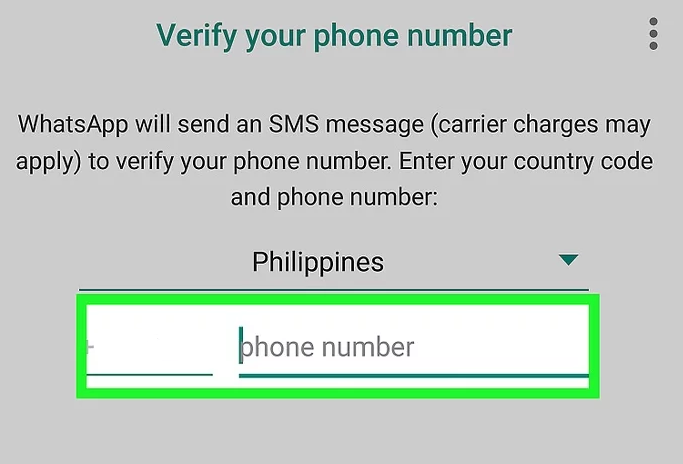 Verify your phone number
WhatsApp will send an SMS message (carrier charges may
apply) to verify your phone number. Enter your country code
and phone number:
Philippines
+ phone number